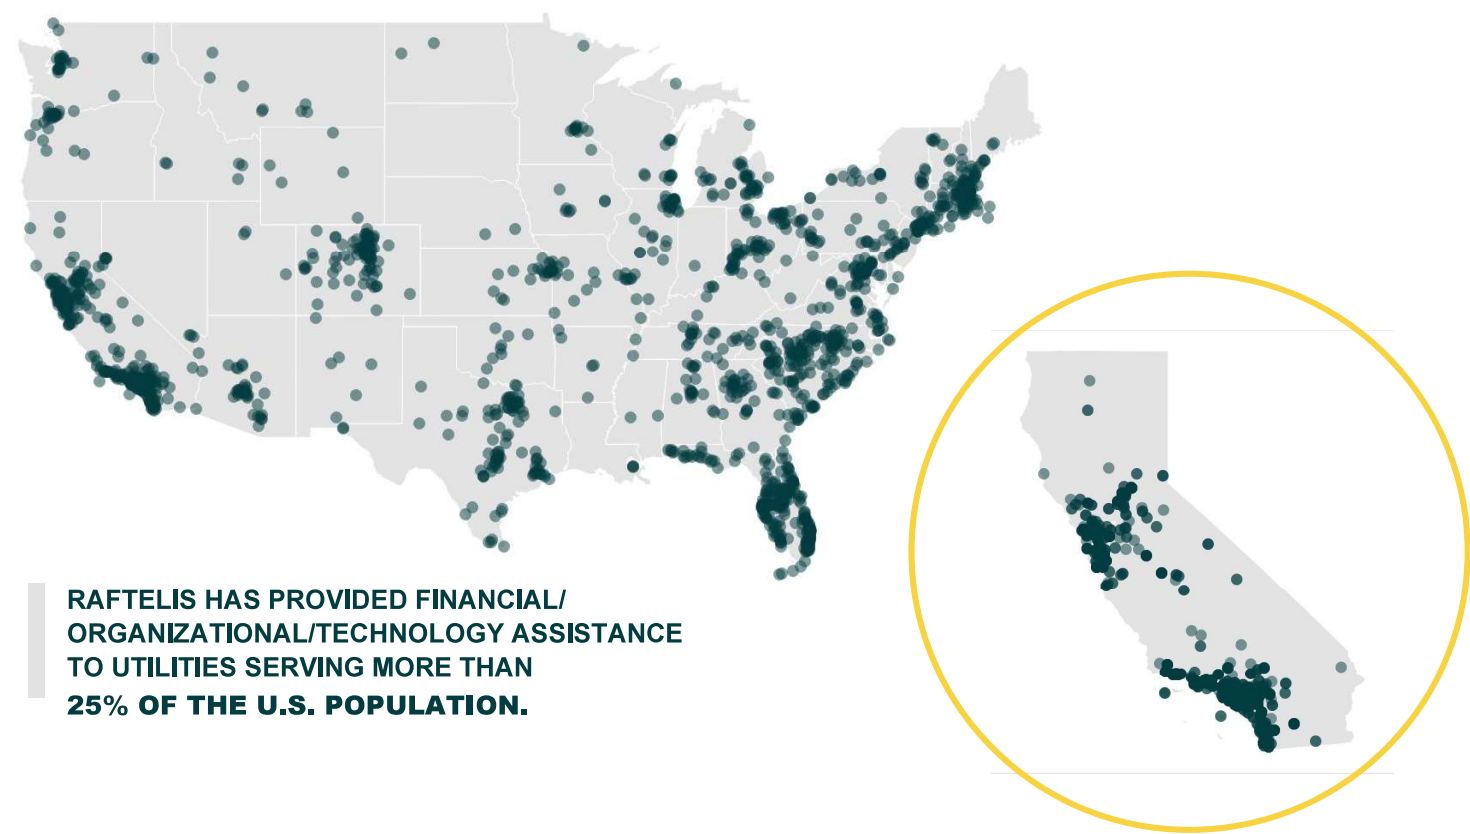 RAFTELIS HAS PROVIDED FINANCIAL/
ORGANIZATIONAL/TECHNOLOGY ASSISTANCE
TO UTILITIES SERVING MORE THAN
25% OF THE U.S. POPULATION.